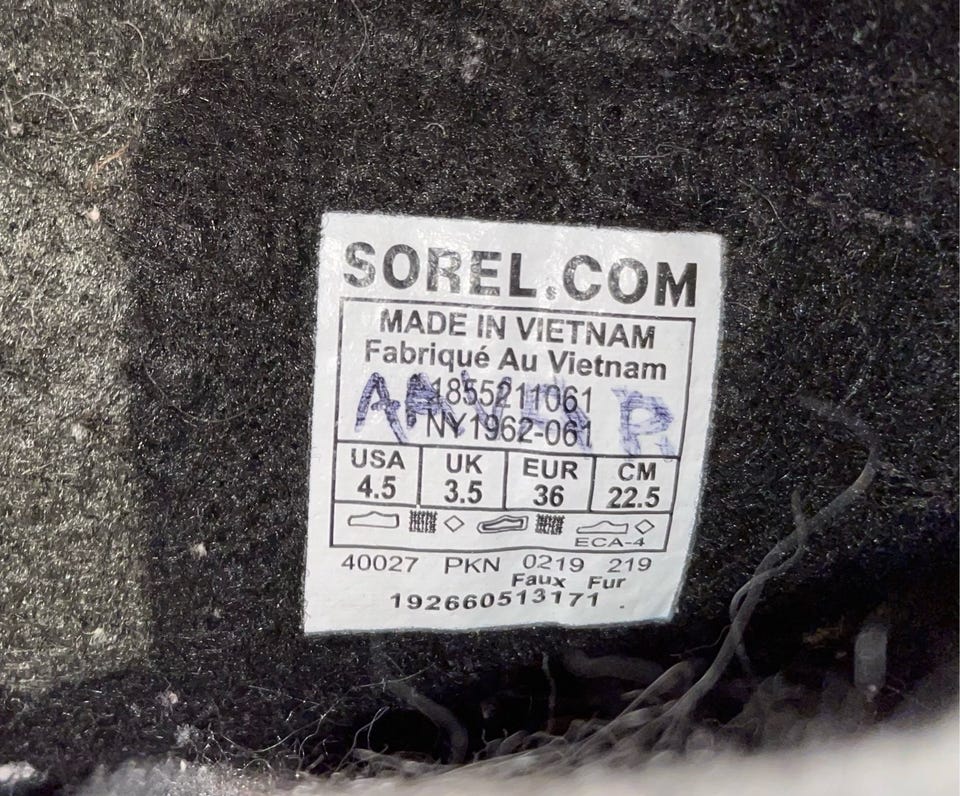 SOREL.COM
MADE IN VIETNAM
Fabriqué Au Vietnam
1855211061
NY1962-061
USA UK EUR CM
4.5 3.5 36 22.5
ECA-4
40027 PKN 0219 219
Faux Fur
192660513171